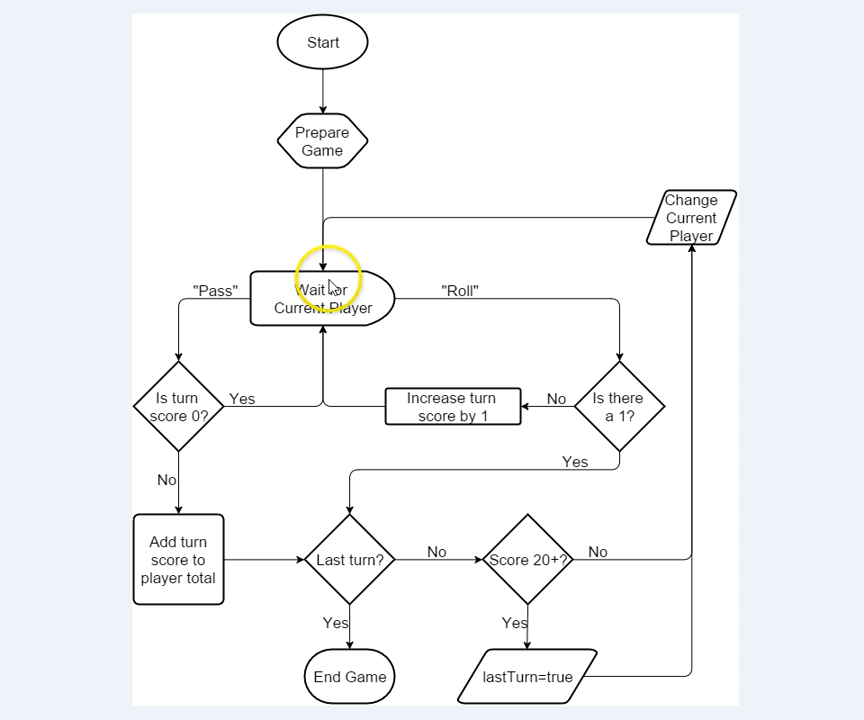 Start
Prepare
Game
Change
Current
Player
Wait for
Current Player
"Pass"
"Roll"
Is turn
score 0?
Yes
Increase turn
score by 1
No
Is there
a 1?
Yes
No
Add turn
score to
player total
Last turn?
No
Score 20+?
No
Yes
Yes
End Game
lastTurn=true